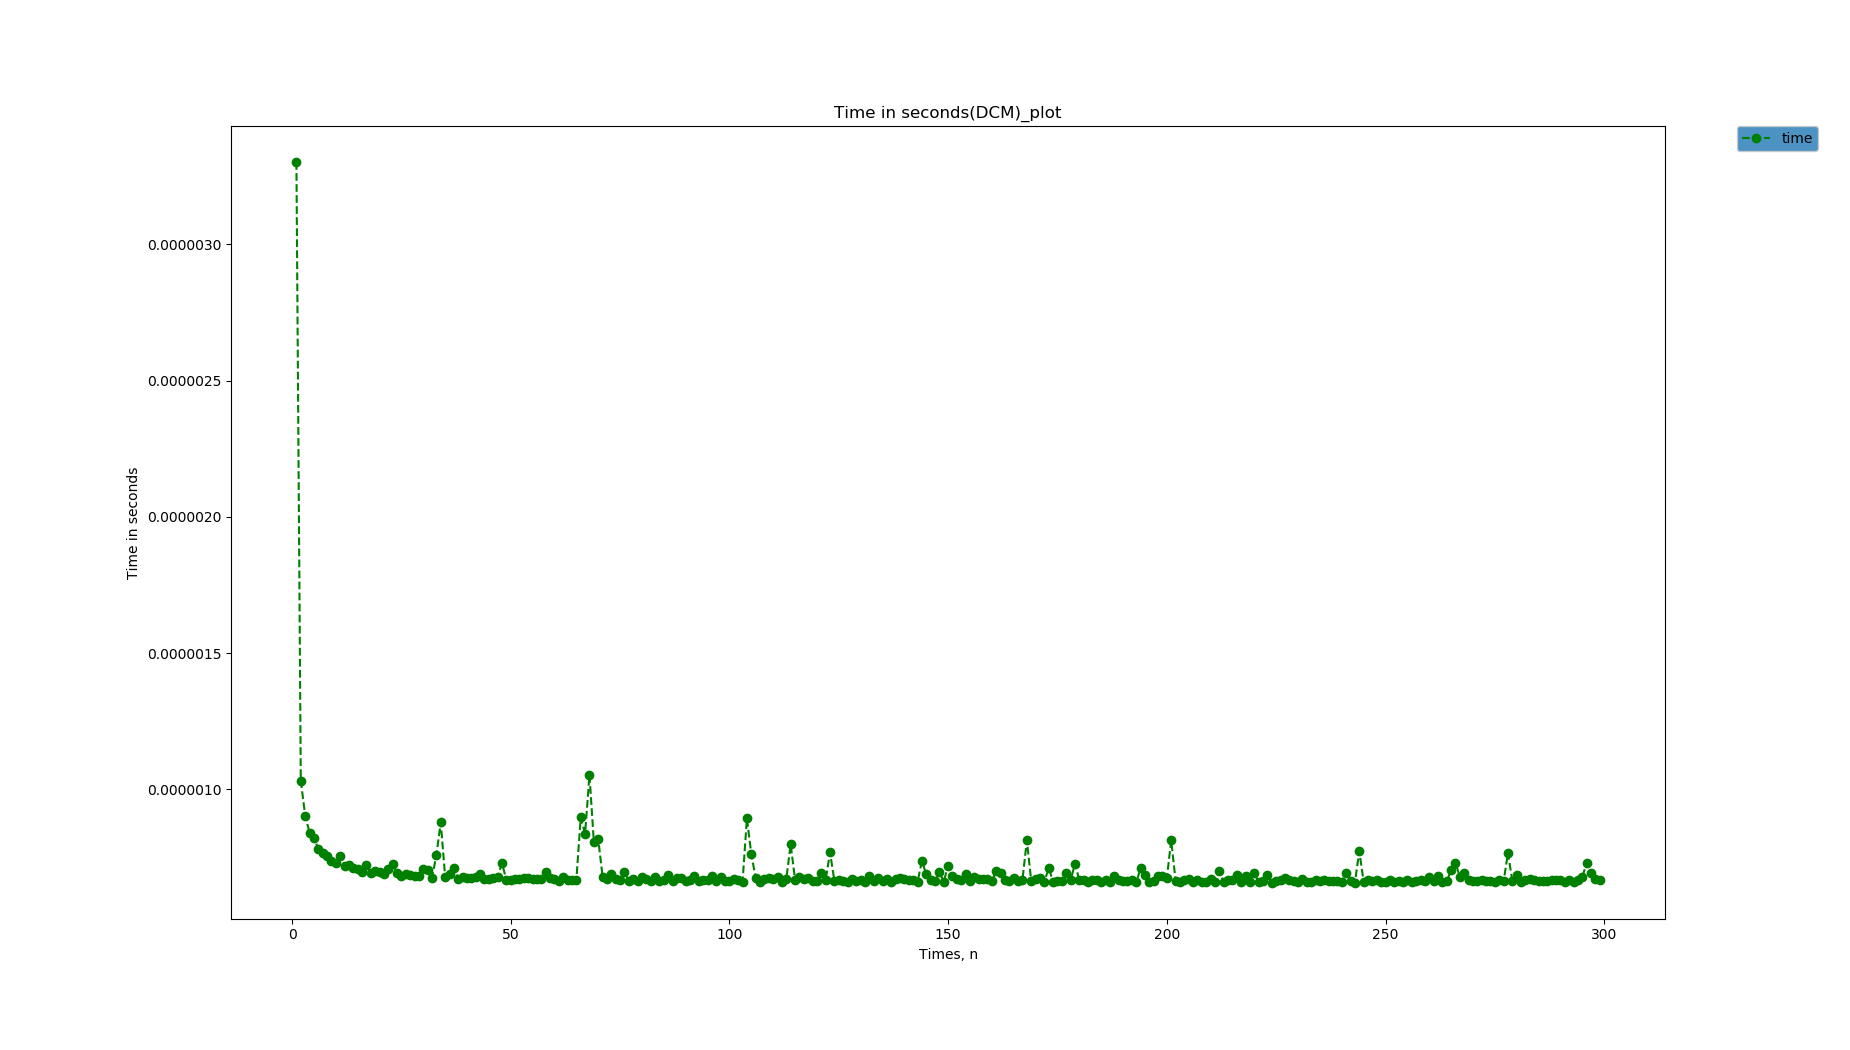 Time in seconds(DCM)_plot
time
0.0000030
0.0000025
0.0000020
0.0000015
0.0000010
Time in seconds
0 50 100 150 200 250 300
Times, n